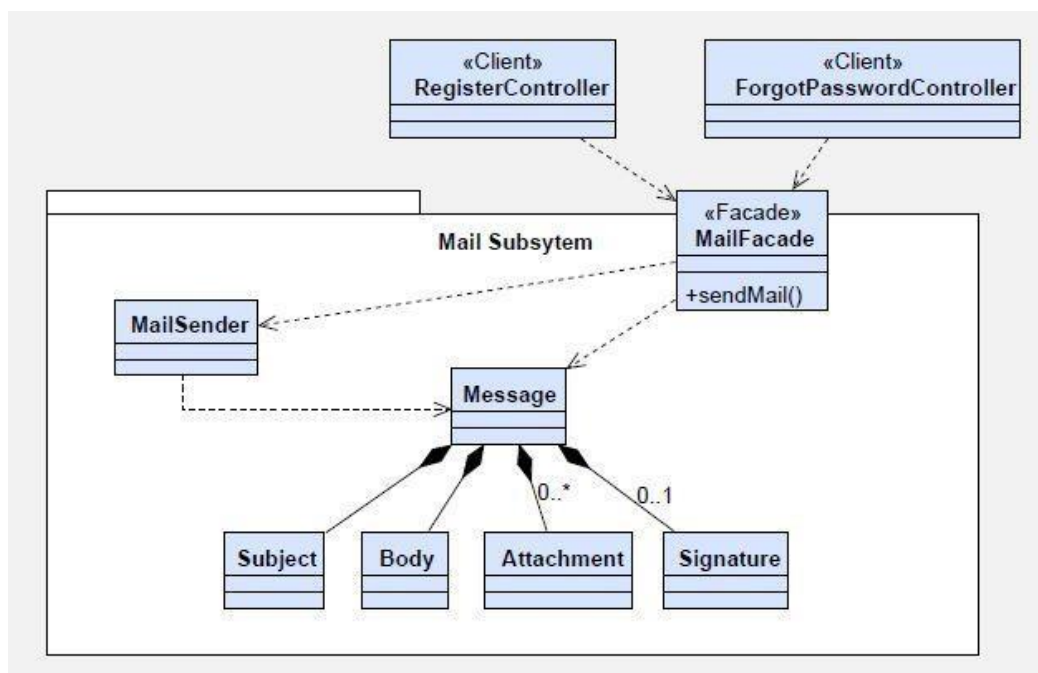 «Client»
RegisterController
«Client»
ForgotPasswordController
«Facade»
MailFacade
+sendMail()
Mail Subsytem
MailSender
Message
0..*
0..1
Subject
Body
Attachment
Signature